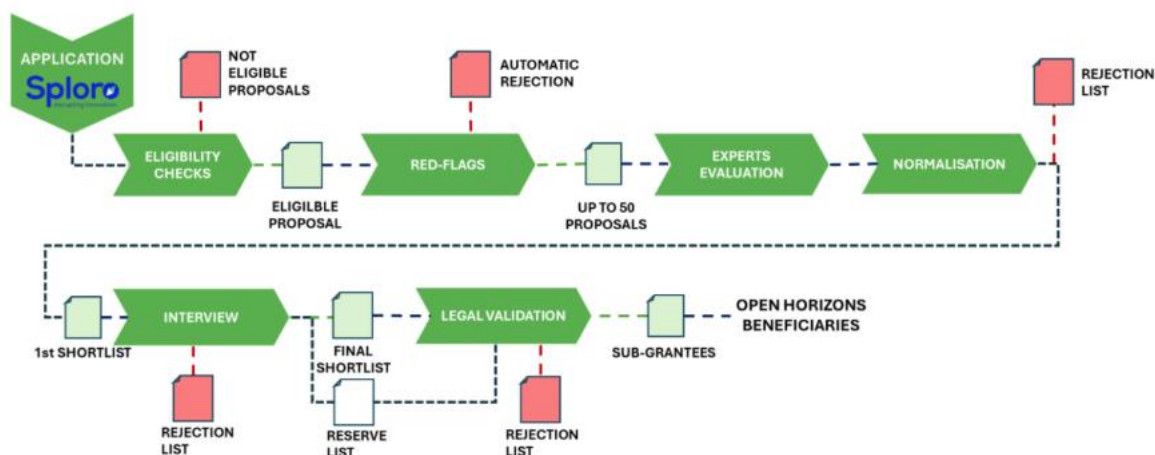 APPLICATION
Sploro
NOT
ELIGIBLE
PROPOSALS
AUTOMATIC
REJECTION
REJECTION
LIST
ELIGIBILITY
CHECKS
RED-FLAGS
EXPERTS
EVALUATION
NORMALISATION
ELIGILBLE
PROPOSAL
UP TO 50
PROPOSALS
INTERVIEW
LEGAL VALIDATION
OPEN HORIZONS
BENEFICIARIES
1st SHORTLIST
FINAL
SHORTLIST
SUB-GRANTEES
REJECTION
LIST
RESERVE
LIST
REJECTION
LIST